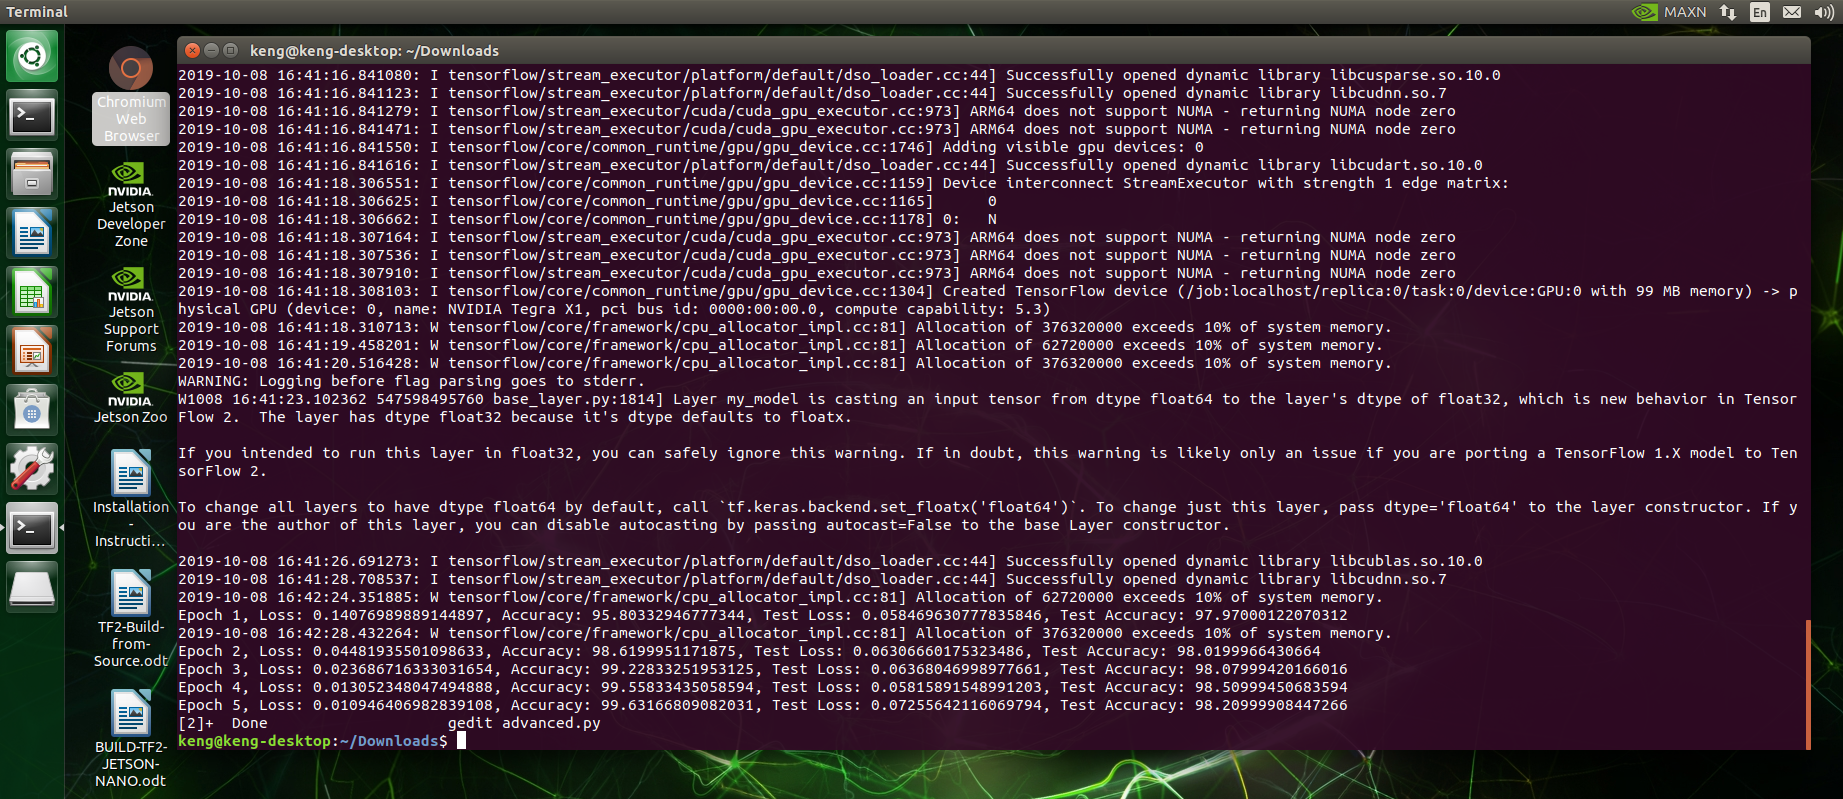 Terminal
MAXN
En
keng@keng-desktop: ~/Downloads
Chromium
Web
Browser
NVIDIA.
Jetson
Developer
Zone
NVIDIA.
Jetson
Support
Forums
NVIDIA.
Jetson Zoo
Installation
-
Instructi...
TF2-Build-
from-
Source.odt
BUILD-TF2-
JETSON-
NANO.odt
2019-10-08 16:41:16.841080: I tensorflow/stream_executor/platform/default/dso_loader.cc:44] Successfully opened dynamic library libcusparse.so.10.0
2019-10-08 16:41:16.841123: I tensorflow/stream_executor/platform/default/dso_loader.cc:44] Successfully opened dynamic library libcudnn.so.7
2019-10-08 16:41:16.841279: I tensorflow/stream_executor/cuda/cuda_gpu_executor.cc:973] ARM64 does not support NUMA - returning NUMA node zero
2019-10-08 16:41:16.841471: I tensorflow/stream_executor/cuda/cuda_gpu_executor.cc:973] ARM64 does not support NUMA - returning NUMA node zero
2019-10-08 16:41:16.841550: I tensorflow/core/common_runtime/gpu/gpu_device.cc:1746] Adding visible gpu devices: 0
2019-10-08 16:41:16.841616: I tensorflow/stream_executor/platform/default/dso_loader.cc:44] Successfully opened dynamic library libcudart.so.10.0
2019-10-08 16:41:18.306551: I tensorflow/core/common_runtime/gpu/gpu_device.cc:1159] Device interconnect StreamExecutor with strength 1 edge matrix:
2019-10-08 16:41:18.306625: I tensorflow/core/common_runtime/gpu/gpu_device.cc:1165]      0
2019-10-08 16:41:18.306662: I tensorflow/core/common_runtime/gpu/gpu_device.cc:1178] 0:   N
2019-10-08 16:41:18.307164: I tensorflow/stream_executor/cuda/cuda_gpu_executor.cc:973] ARM64 does not support NUMA - returning NUMA node zero
2019-10-08 16:41:18.307536: I tensorflow/stream_executor/cuda/cuda_gpu_executor.cc:973] ARM64 does not support NUMA - returning NUMA node zero
2019-10-08 16:41:18.307910: I tensorflow/stream_executor/cuda/cuda_gpu_executor.cc:973] ARM64 does not support NUMA - returning NUMA node zero
2019-10-08 16:41:18.308103: I tensorflow/core/common_runtime/gpu/gpu_device.cc:1304] Created TensorFlow device (/job:localhost/replica:0/task:0/device:GPU:0 with 99 MB memory) -> p
hysical GPU (device: 0, name: NVIDIA Tegra X1, pci bus id: 0000:00:00.0, compute capability: 5.3)
2019-10-08 16:41:18.310713: W tensorflow/core/framework/cpu_allocator_impl.cc:81] Allocation of 376320000 exceeds 10% of system memory.
2019-10-08 16:41:19.458201: W tensorflow/core/framework/cpu_allocator_impl.cc:81] Allocation of 62720000 exceeds 10% of system memory.
2019-10-08 16:41:20.516428: W tensorflow/core/framework/cpu_allocator_impl.cc:81] Allocation of 376320000 exceeds 10% of system memory.
WARNING: Logging before flag parsing goes to stderr.
W1008 16:41:23.102362 547598495760 base_layer.py:1814] Layer my_model is casting an input tensor from dtype float64 to the layer's dtype of float32, which is new behavior in Tensor
Flow 2.  The layer has dtype float32 because it's dtype defaults to floatx.
If you intended to run this layer in float32, you can safely ignore this warning. If in doubt, this warning is likely only an issue if you are porting a TensorFlow 1.X model to Ten
sorFlow 2.
To change all layers to have dtype float64 by default, call `tf.keras.backend.set_floatx('float64')`. To change just this layer, pass dtype='float64' to the layer constructor. If y
ou are the author of this layer, you can disable autocasting by passing autocast=False to the base Layer constructor.
2019-10-08 16:41:26.691273: I tensorflow/stream_executor/platform/default/dso_loader.cc:44] Successfully opened dynamic library libcublas.so.10.0
2019-10-08 16:41:28.708537: I tensorflow/stream_executor/platform/default/dso_loader.cc:44] Successfully opened dynamic library libcudnn.so.7
2019-10-08 16:42:24.351885: W tensorflow/core/framework/cpu_allocator_impl.cc:81] Allocation of 62720000 exceeds 10% of system memory.
Epoch 1, Loss: 0.14076989889144897, Accuracy: 95.80332946777344, Test Loss: 0.058469630777835846, Test Accuracy: 97.97000122070312
2019-10-08 16:42:28.432264: W tensorflow/core/framework/cpu_allocator_impl.cc:81] Allocation of 376320000 exceeds 10% of system memory.
Epoch 2, Loss: 0.04481935501098633, Accuracy: 98.6199951171875, Test Loss: 0.06306660175323486, Test Accuracy: 98.0199966430664
Epoch 3, Loss: 0.023686716333031654, Accuracy: 99.22833251953125, Test Loss: 0.06368046998977661, Test Accuracy: 98.07999420166016
Epoch 4, Loss: 0.013052348047494888, Accuracy: 99.55833435058594, Test Loss: 0.05815891548991203, Test Accuracy: 98.50999450683594
Epoch 5, Loss: 0.010946406982839108, Accuracy: 99.63166809082031, Test Loss: 0.07255642116069794, Test Accuracy: 98.20999908447266
[2]+  Done                    gedit advanced.py
keng@keng-desktop:~/Downloads$